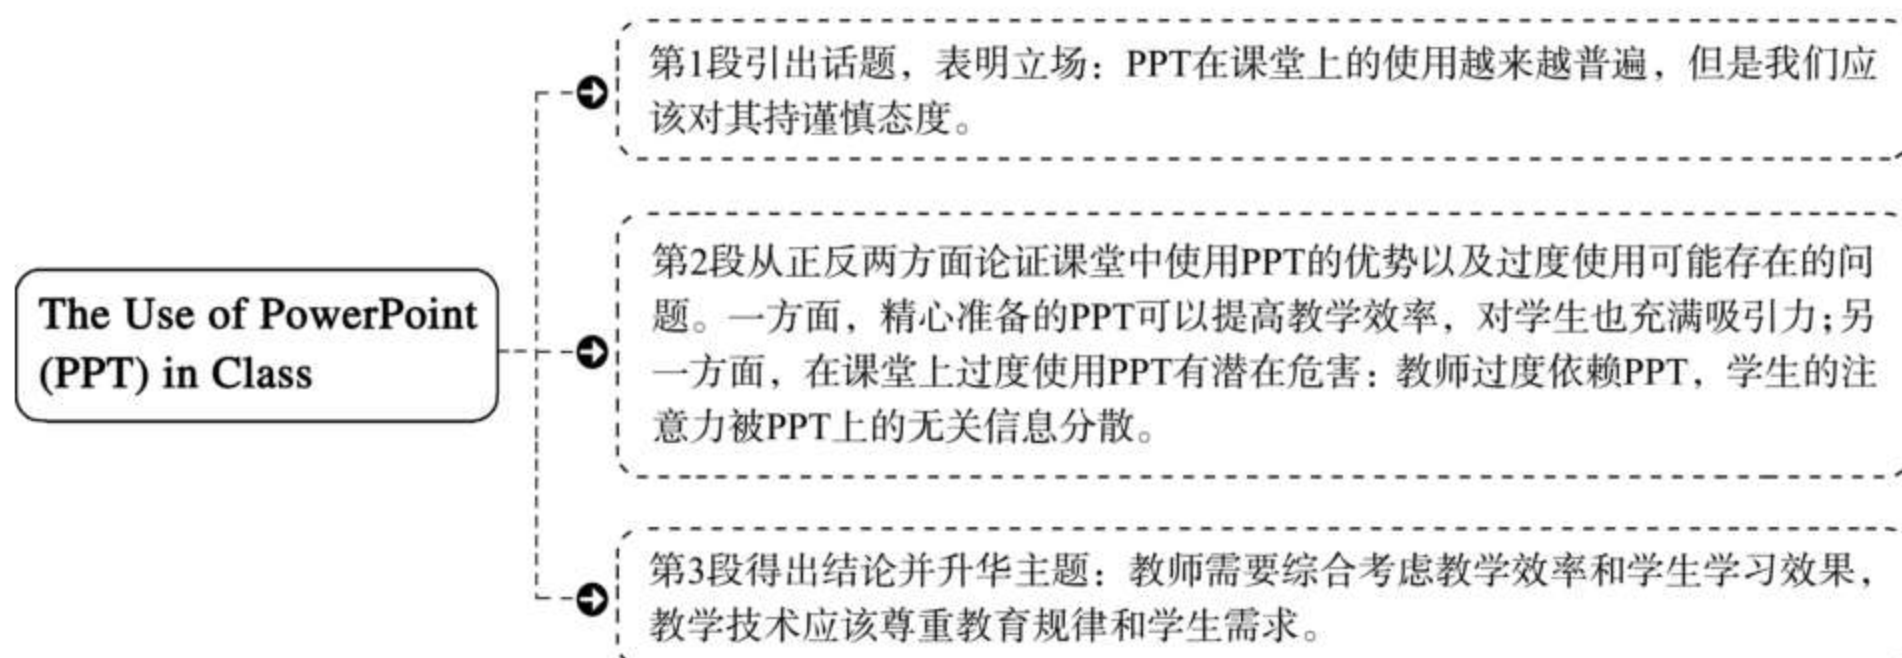 The Use of PowerPoint
(PPT) in Class
第1段引出话题，表明立场：PPT在课堂上的使用越来越普遍，但是我们应
该对其持谨慎态度。
第2段从正反两方面论证课堂中使用PPT的优势以及过度使用可能存在的问
题。一方面，精心准备的PPT可以提高教学效率，对学生也充满吸引力；另
一方面，在课堂上过度使用PPT有潜在危害：教师过度依赖PPT，学生的注
意力被PPT上的无关信息分散。
第3段得出结论并升华主题：教师需要综合考虑教学效率和学生学习效果，
教学技术应该尊重教育规律和学生需求。